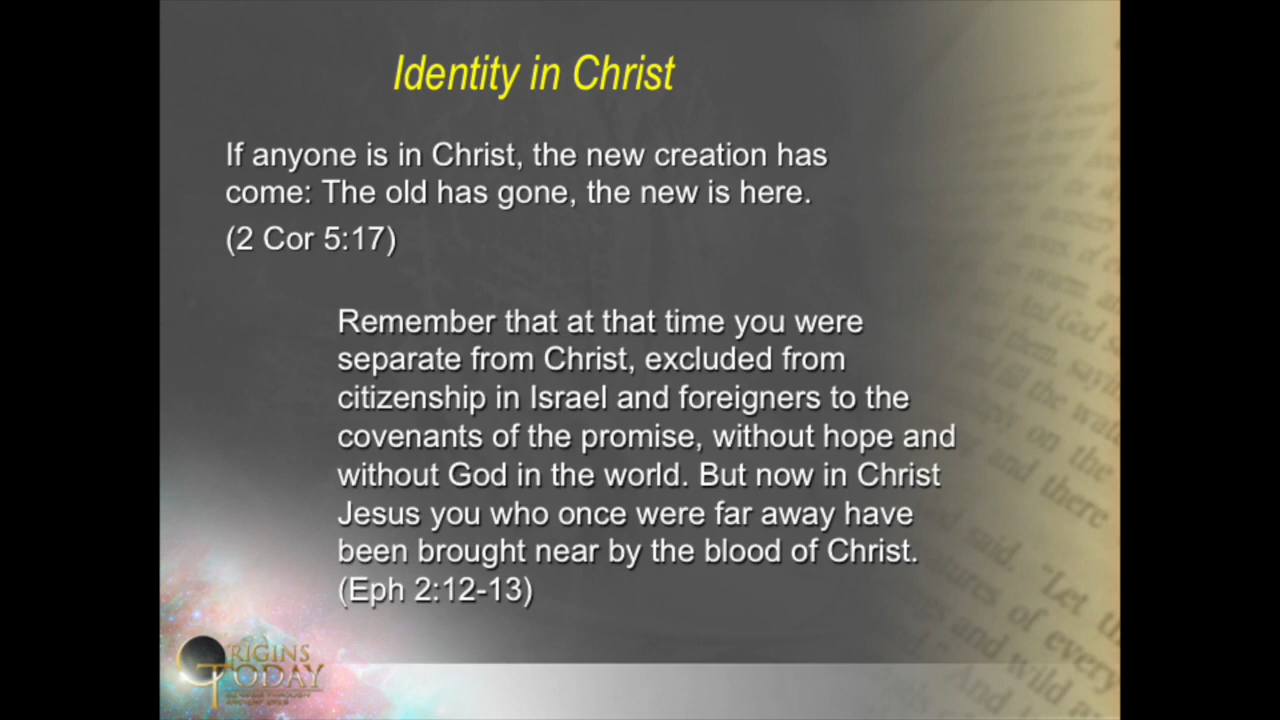 Identity in Christ
If anyone is in Christ, the new creation has
come: The old has gone, the new is here.
(2 Cor 5:17)
Remember that at that time you were
separate from Christ, excluded from
citizenship in Israel and foreigners to the
covenants of the promise, without hope and
without God in the world. But now in Christ
Jesus you who once were far away have
been brought near by the blood of Christ.
(Eph 2:12-13)
ORIGINS
TODAY